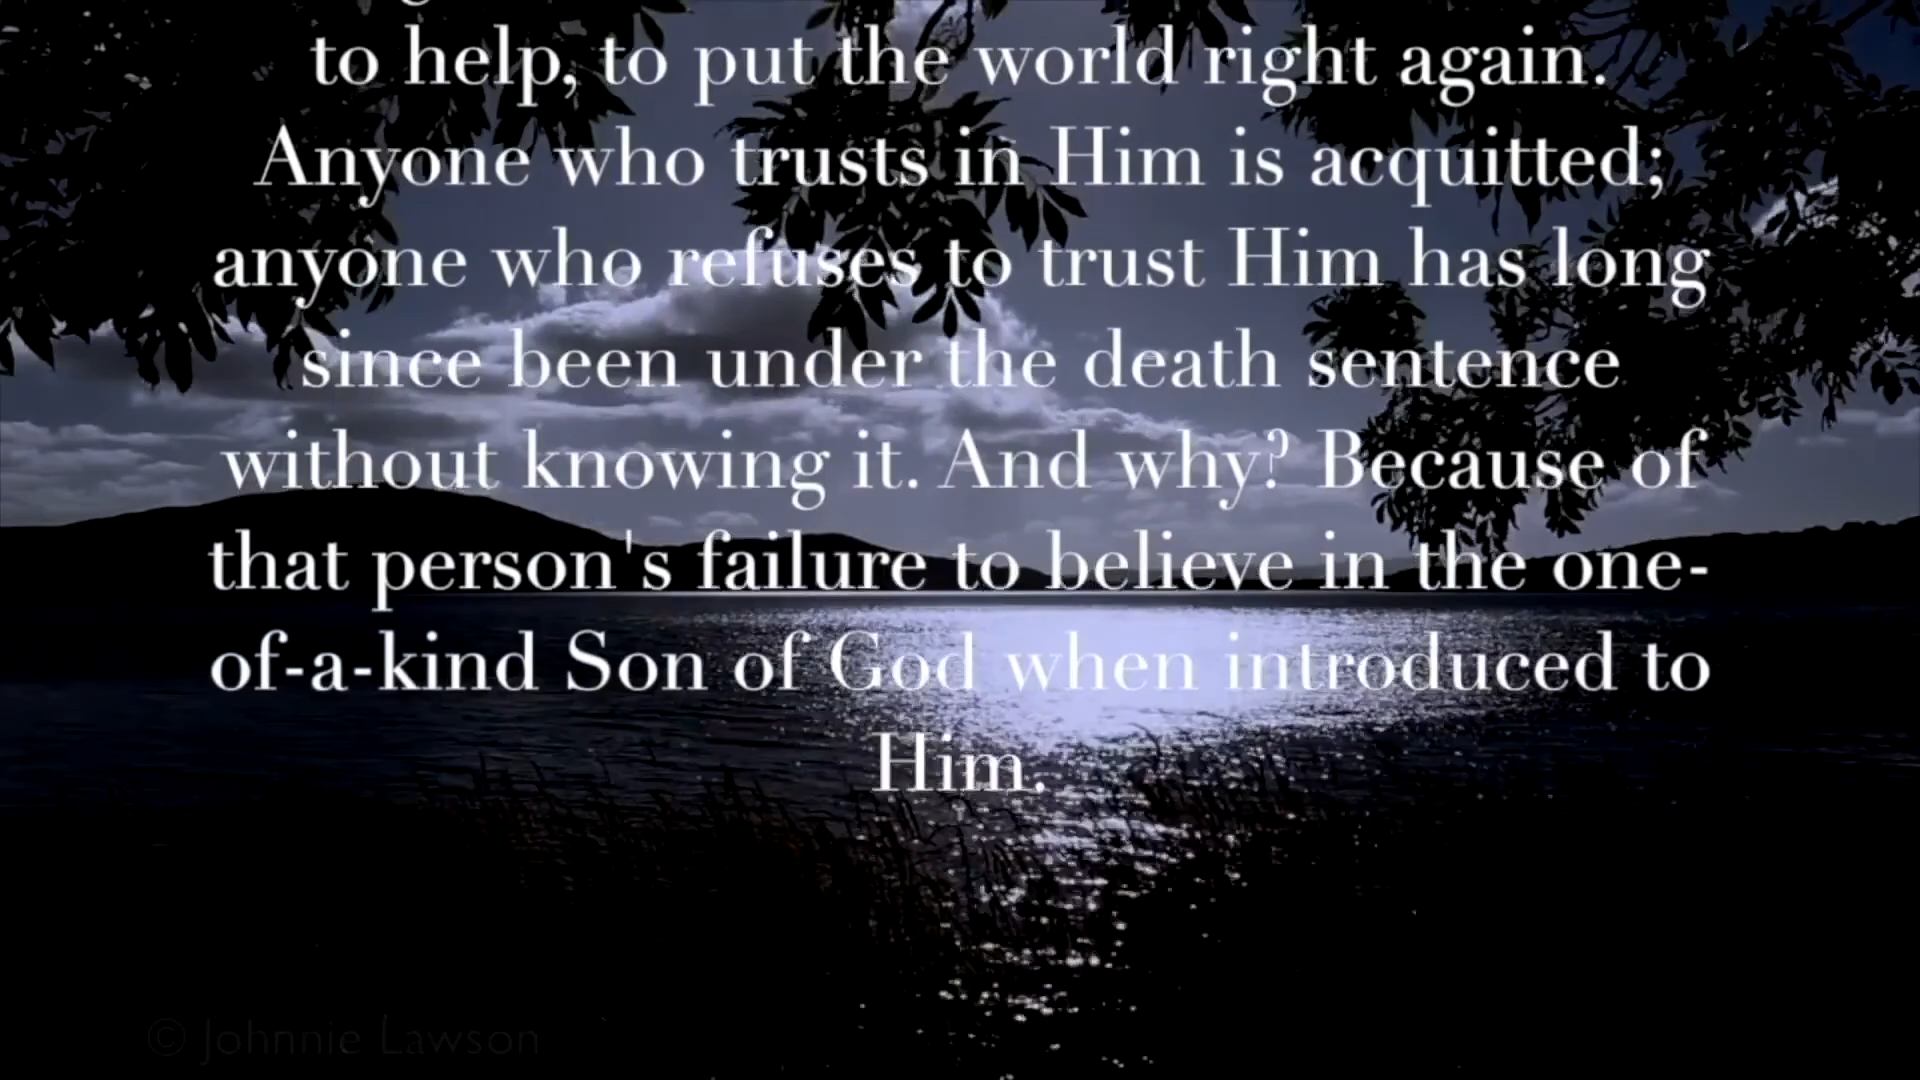 to help, to put the world right again.
Anyone who trusts in Him is acquitted;
anyone who refuses to trust Him has long
since been under the death sentence
without knowing it. And why? Because of
that person's failure to believe in the one-
of-a-kind Son of God when introduced to
Him.
© Johnnie Lawson